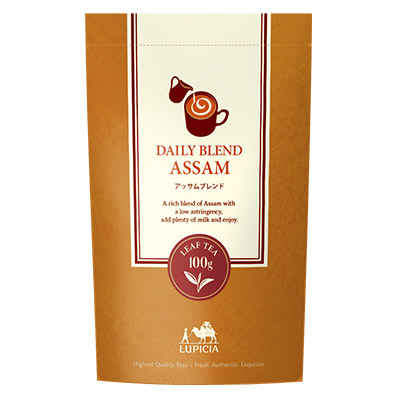 DAILY BLEND
ASSAM
アッサムブレンド
A rich blend of Assam with
a low astringency,
add plenty of milk and enjoy.
LEAF TEA
100g
LUPICIA
Highest Quality Teas – Fresh, Authentic, Exquisite